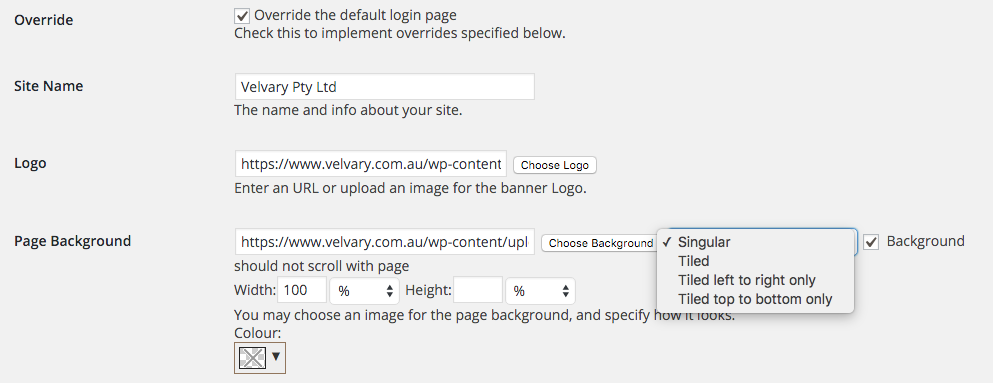 Override
Override the default login page
Check this to implement overrides specified below.
Site Name
Velvary Pty Ltd
The name and info about your site.
Logo
https://www.velvary.com.au/wp-content Choose Logo
Enter an URL or upload an image for the banner Logo.
Page Background
https://www.velvary.com.au/wp-content/upl Choose Background ✓ Singular Background
Tiled
Tiled left to right only
Tiled top to bottom only
should not scroll with page
Width: 100 % Height: %
You may choose an image for the page background, and specify how it looks.
Colour: